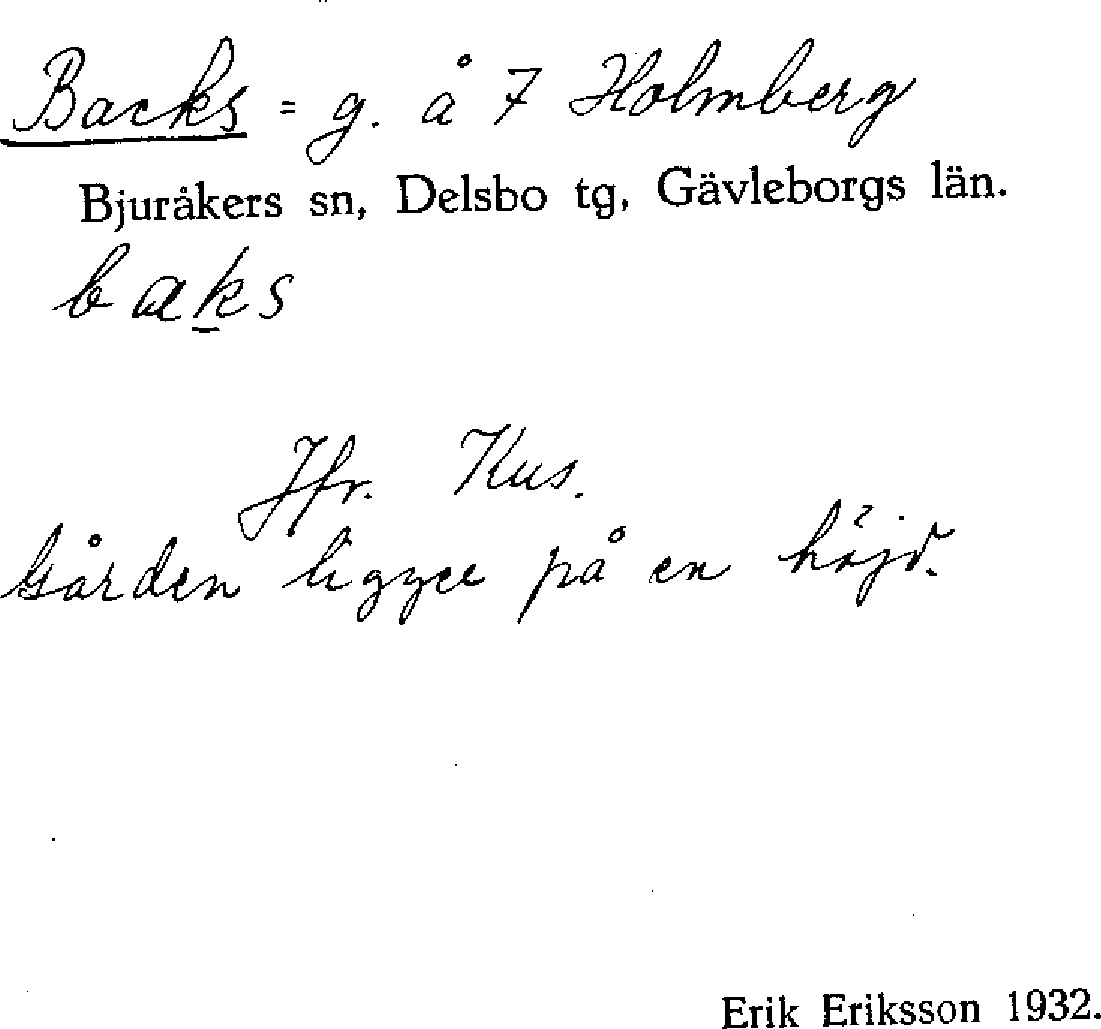 Backs = g. å 7 Holmberg
Bjuråkers sn, Delsbo tg, Gävleborgs län.
baks
Jfr. Kus.
Gården ligger på en höjd.
Erik Eriksson 1932.